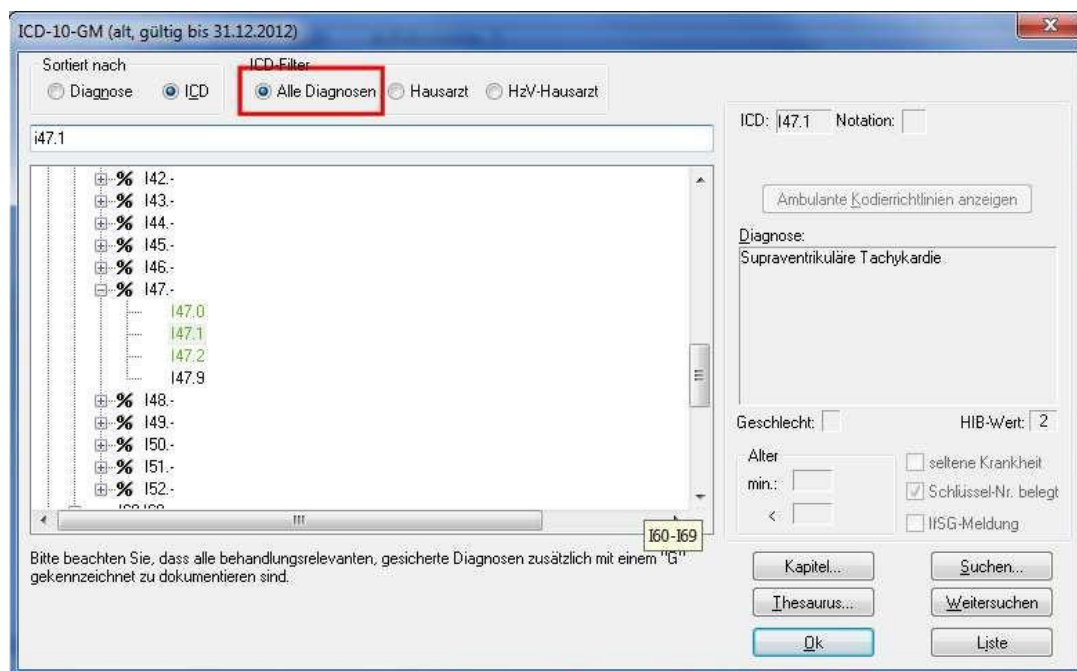 ICD-10-GM (alt, gültig bis 31.12.2012)
Sortiert nach
Diagnose
ICD
ICD-Filter
Alle Diagnosen
Hausarzt
HzV-Hausarzt
i47.1
% I42.-
% I43.-
% I44.-
% I45.-
% I46.-
% I47.-
I47.0
I47.1
I47.2
I47.9
% I48.-
% I49.-
% I50.-
% I51.-
% I52.-
I60-I69
Bitte beachten Sie, dass alle behandlungsrelevanten, gesicherte Diagnosen zusätzlich mit einem "G"
gekennzeichnet zu dokumentieren sind.
ICD: I47.1 Notation:
Ambulante Kodierrichtlinien anzeigen
Diagnose:
Supraventrikuläre Tachykardie
Geschlecht:
HIB-Wert: 2
Alter
min.:
<
seltene Krankheit
Schlüssel-Nr. belegt
IfSG-Meldung
Kapitel...
Suchen...
Thesaurus...
Weitersuchen
Ok
Liste